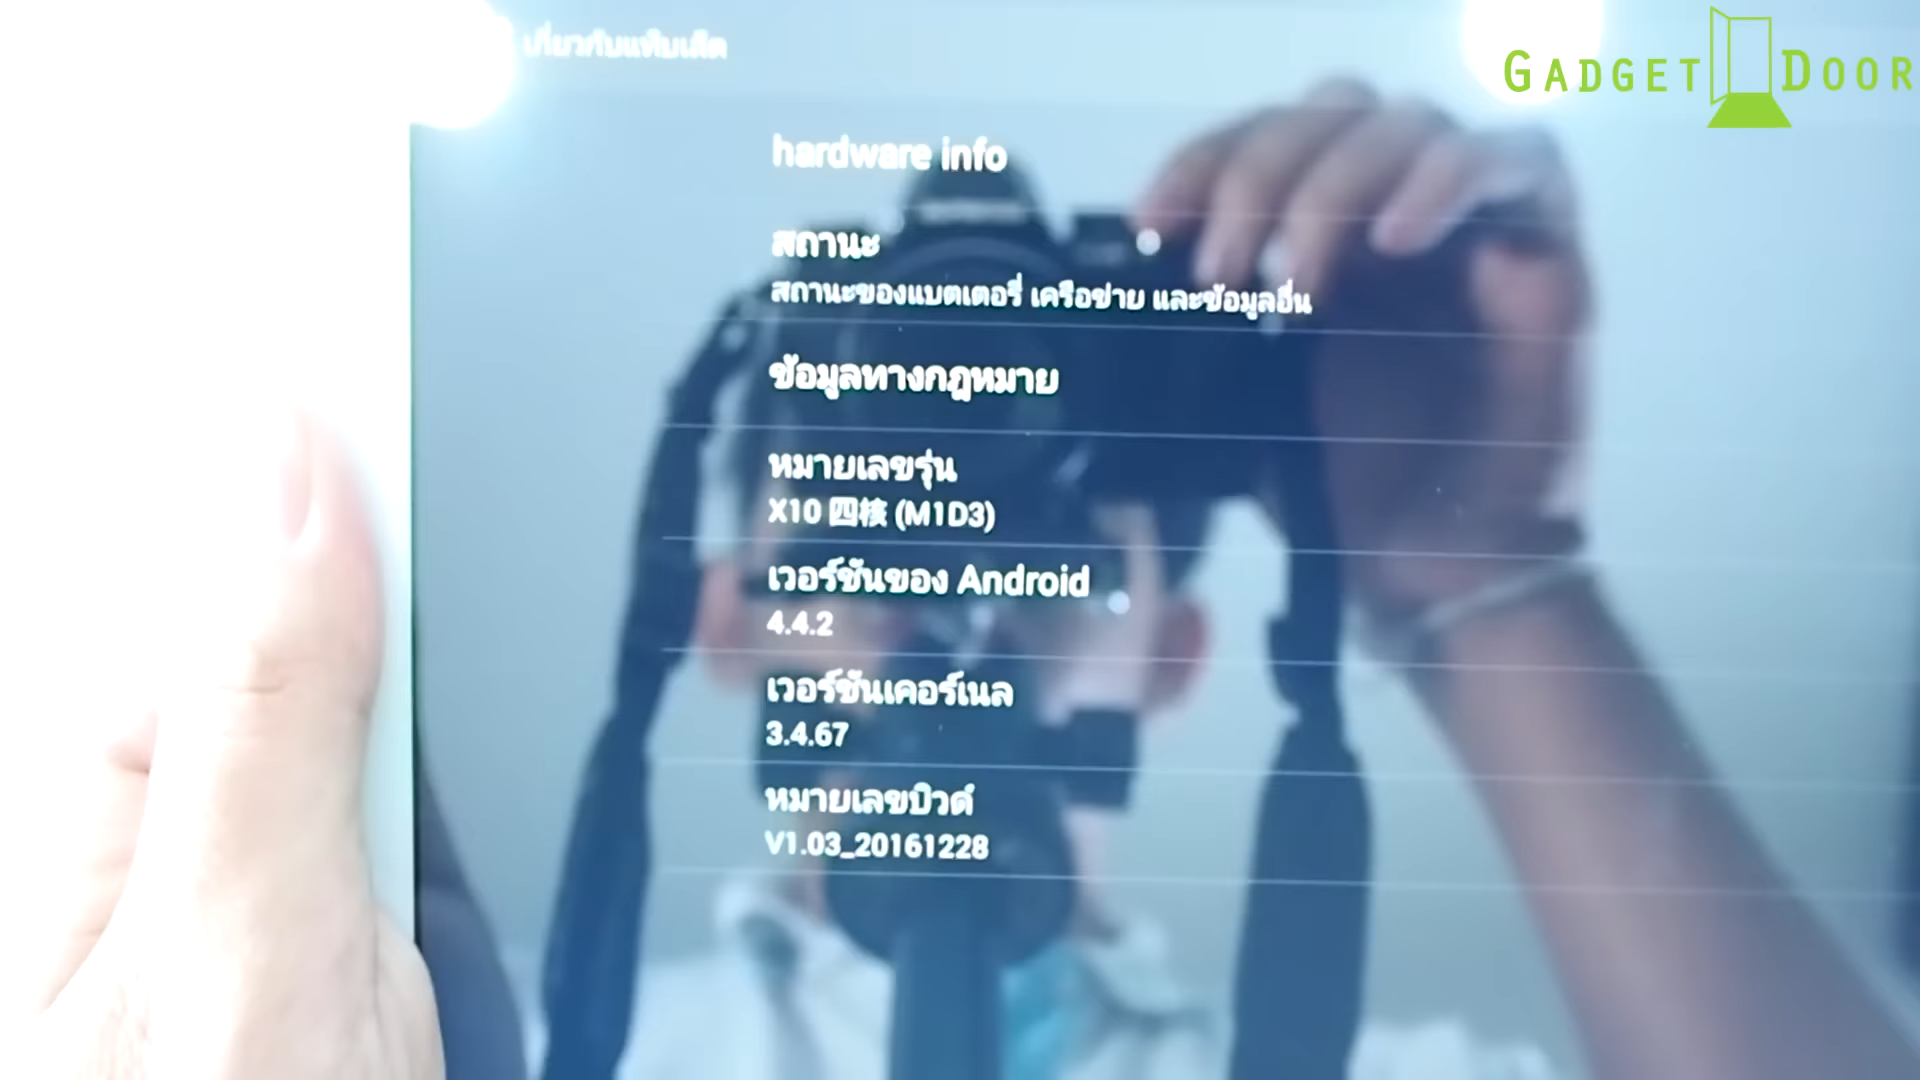 เกี่ยวกับแท็บเล็ต
GADGET DOOR
hardware info
สถานะ
สถานะของแบตเตอรี่ เครือข่าย และข้อมูลอื่น
ข้อมูลทางกฎหมาย
หมายเลขรุ่น
X10 四核 (M1D3)
เวอร์ชันของ Android
4.4.2
เวอร์ชันเคอร์เนล
3.4.67
หมายเลขบิวด์
V1.03_20161228